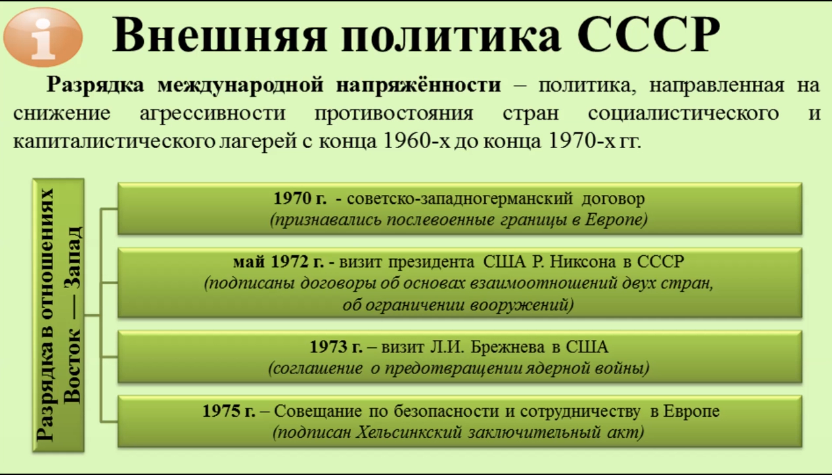 i
Внешняя политика СССР
Разрядка международной напряжённости – политика, направленная на
снижение агрессивности противостояния стран социалистического и
капиталистического лагерей с конца 1960-х до конца 1970-х гг.
Разрядка в отношениях
Восток — Запад
1970 г. - советско-западногерманский договор
(признавались послевоенные границы в Европе)
май 1972 г. - визит президента США Р. Никсона в СССР
(подписаны договоры об основах взаимоотношений двух стран,
об ограничении вооружений)
1973 г. – визит Л.И. Брежнева в США
(соглашение о предотвращении ядерной войны)
1975 г. – Совещание по безопасности и сотрудничеству в Европе
(подписан Хельсинкский заключительный акт)